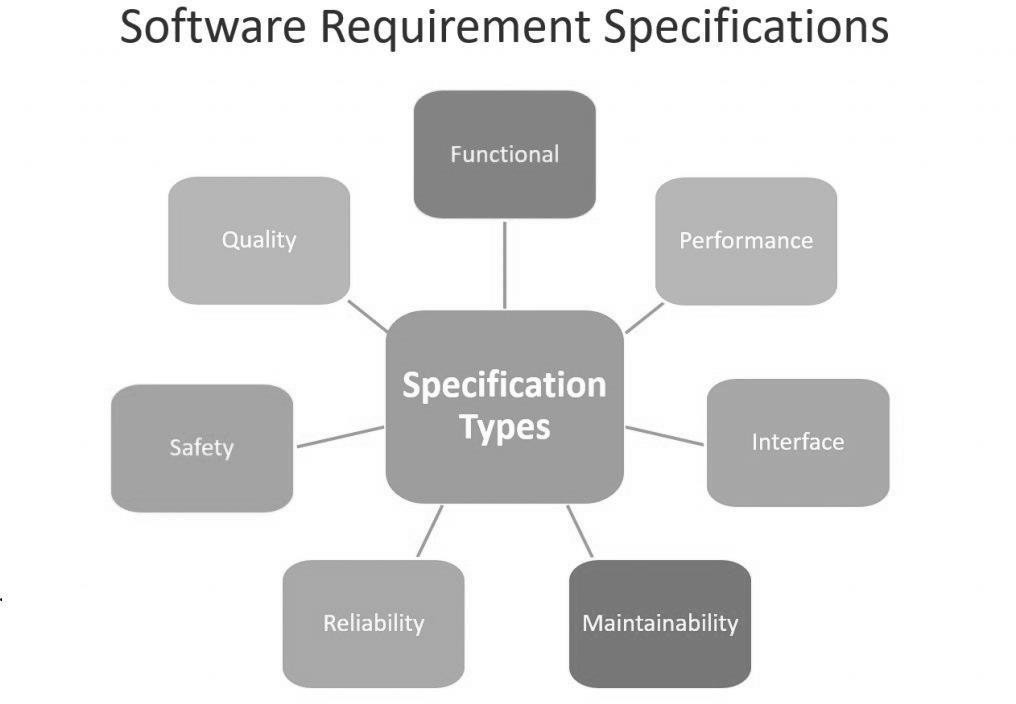 Software Requirement Specifications
Functional
Quality
Performance
Specification
Types
Safety
Interface
Reliability
Maintainability